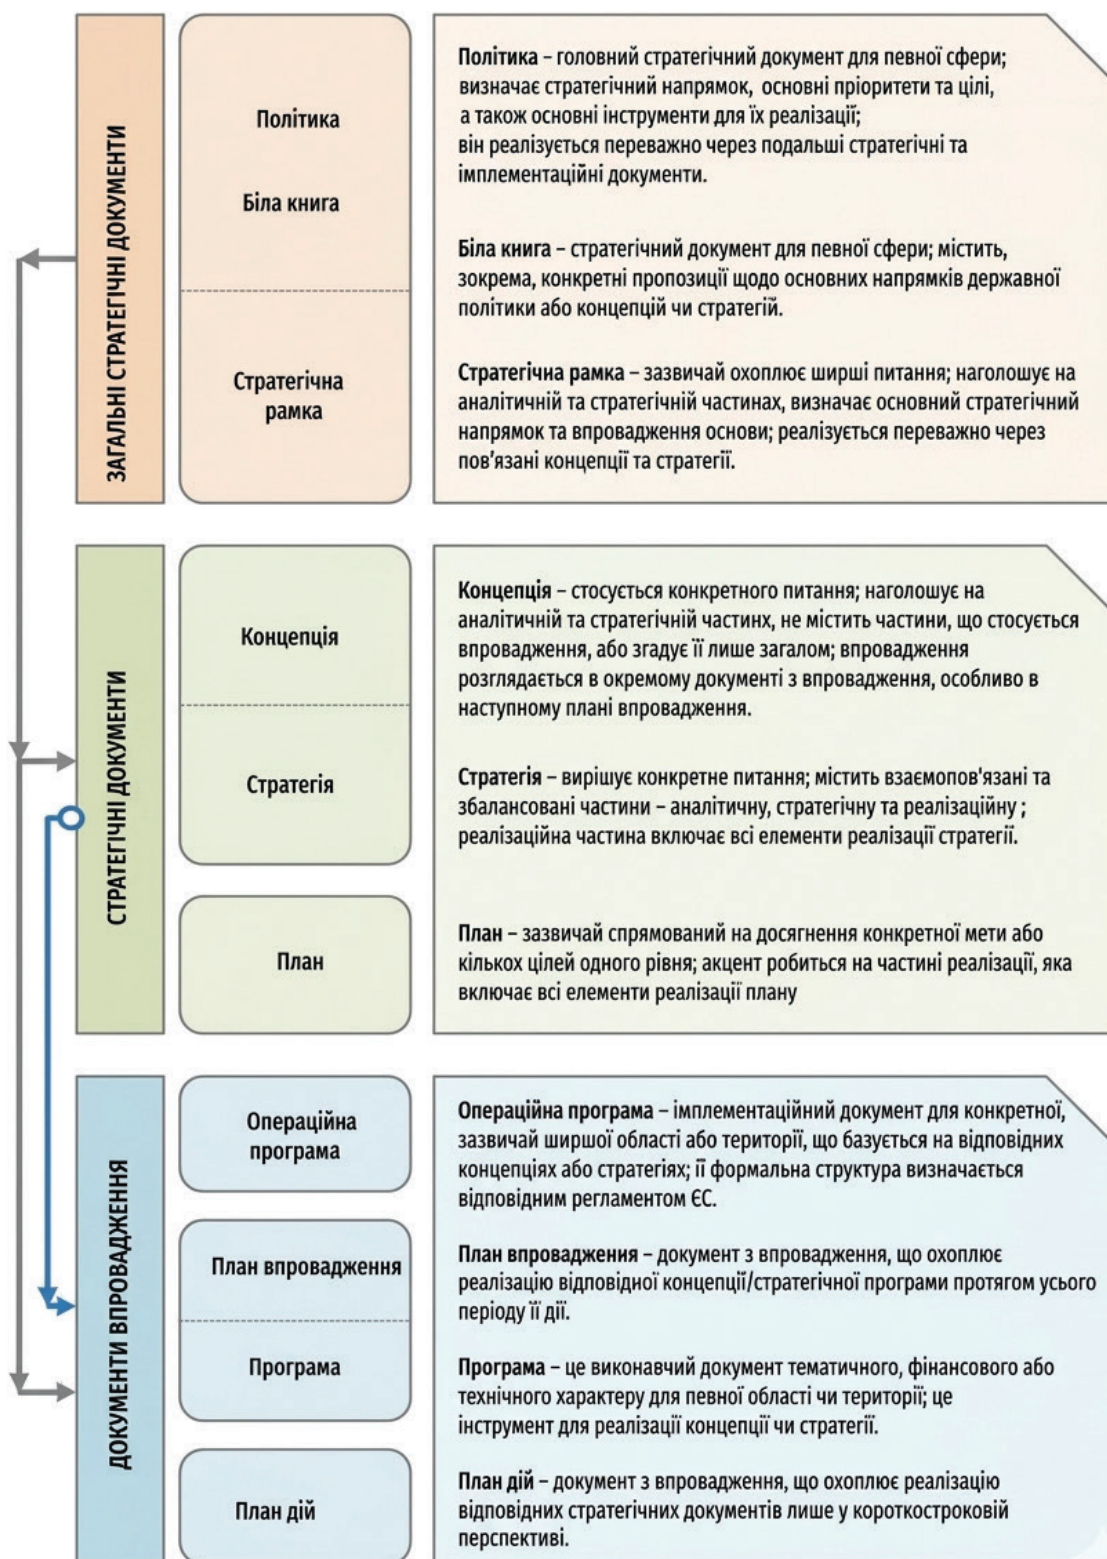 ЗАГАЛЬНІ СТРАТЕГІЧНІ ДОКУМЕНТИ
Політика
Біла книга
Стратегічна
рамка
Політика – головний стратегічний документ для певної сфери;
визначає стратегічний напрямок, основні пріоритети та цілі,
а також основні інструменти для їх реалізації;
він реалізується переважно через подальші стратегічні та
імплементаційні документи.
Біла книга – стратегічний документ для певної сфери; містить,
зокрема, конкретні пропозиції щодо основних напрямків державної
політики або концепцій чи стратегій.
Стратегічна рамка – зазвичай охоплює ширші питання; наголошує на
аналітичній та стратегічній частинах, визначає основний стратегічний
напрямок та впровадження основи; реалізується переважно через
пов'язані концепції та стратегії.
СТРАТЕГІЧНІ ДОКУМЕНТИ
Концепція
Стратегія
План
Концепція – стосується конкретного питання; наголошує на
аналітичній та стратегічній частинх, не містить частини, що стосується
впровадження, або згадує її лише загалом; впровадження
розглядається в окремому документі з впровадження, особливо в
наступному плані впровадження.
Стратегія – вирішує конкретне питання; містить взаємопов'язані та
збалансовані частини – аналітичну, стратегічну та реалізаційну ;
реалізаційна частина включає всі елементи реалізації стратегії.
План – зазвичай спрямований на досягнення конкретної мети або
кількох цілей одного рівня; акцент робиться на частині реалізації, яка
включає всі елементи реалізації плану
ДОКУМЕНТИ ВПРОВАДЖЕННЯ
Операційна
програма
План впровадження
Програма
План дій
Операційна програма – імплементаційний документ для конкретної,
зазвичай ширшої області або території, що базується на відповідних
концепціях або стратегіях; її формальна структура визначається
відповідним регламентом ЄС.
План впроваджения – документ з впровадження, що охоплює
реалізацію відповідної концепції/стратегічної програми протягом усього
періоду її дії.
Програма – це виконавчий документ тематичного, фінансового або
технічного характеру для певної області чи території; це
інструмент для реалізації концепції чи стратегії.
План дій – документ з впровадження, що охоплює реалізацію
відповідних стратегічних документів лише у короткостроковій
перспективі.